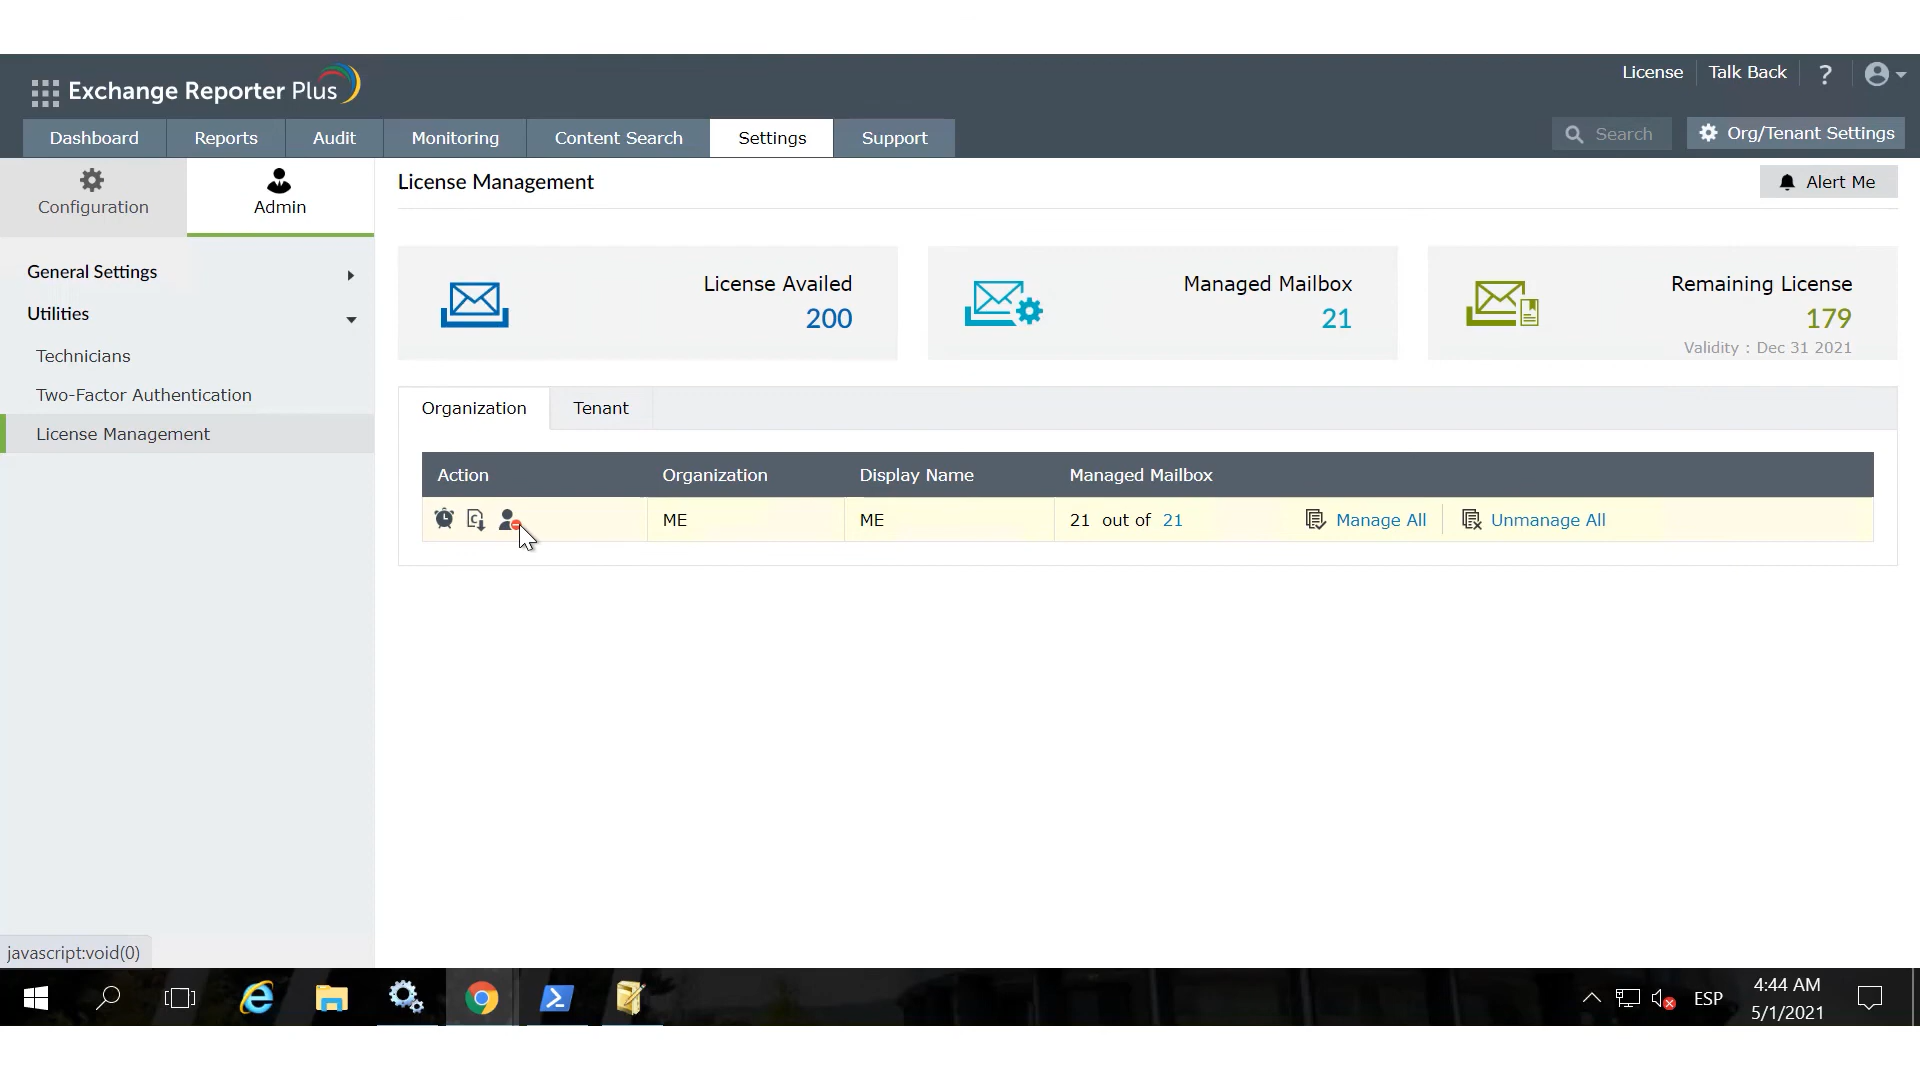 License
Talk Back
?
Exchange Reporter Plus
Dashboard
Reports
Audit
Monitoring
Content Search
Settings
Support
Search
Org/Tenant Settings
Configuration
Admin
License Management
Alert Me
General Settings
Utilities
Technicians
Two-Factor Authentication
License Management
License Availed
200
Managed Mailbox
21
Remaining License
179
Validity : Dec 31 2021
Organization
Tenant
Action
Organization
Display Name
Managed Mailbox
ME
ME
21 out of 21
Manage All
Unmanage All
javascript:void(0)
ESP
4:44 AM
5/1/2021